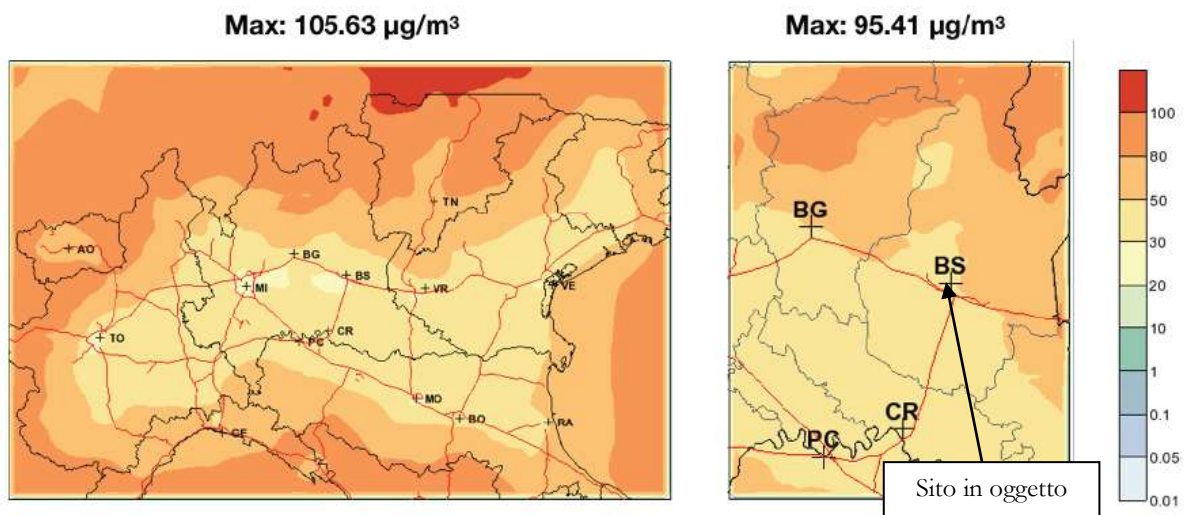 Max: 105.63 µg/m³
Max: 95.41 µg/m³
TN
AO
BG
BS
MI
VR
VE
TO
CR
PC
MO
BO
RA
GE
BG
BS
CR
PC
Sito in oggetto
100
80
50
30
20
10
1
0.1
0.05
0.01